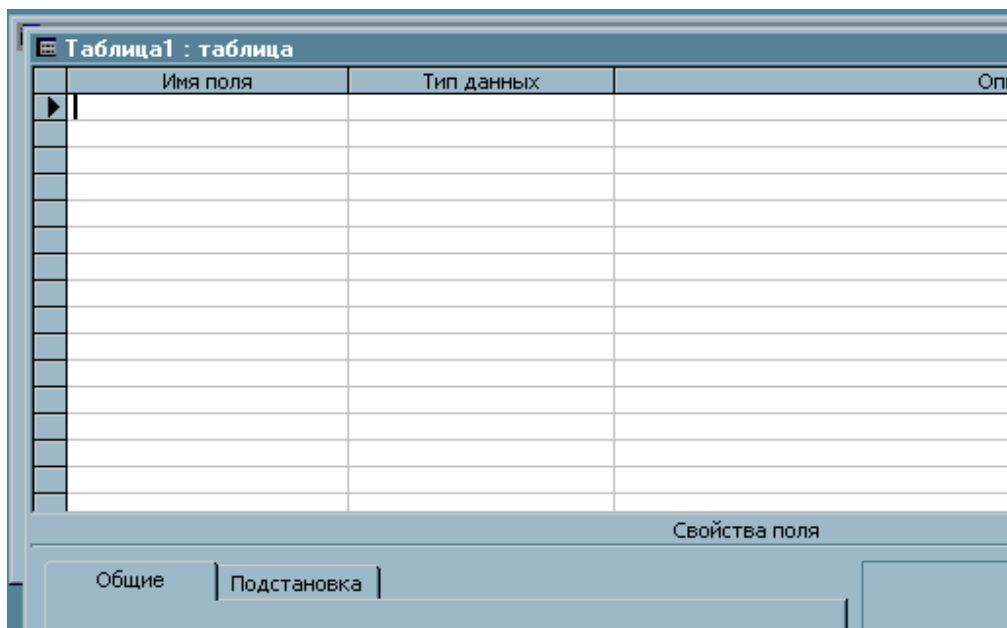 Таблица1 : таблица
Имя поля Тип данных
Свойства поля
Общие Подстановка